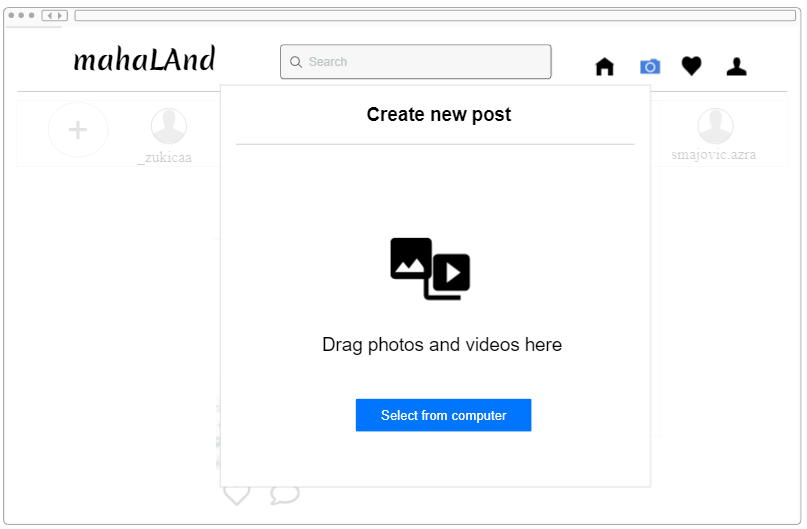 mahaLAnd
Search
Create new post
_zukicaa
smajovic.azra
Drag photos and videos here
Select from computer